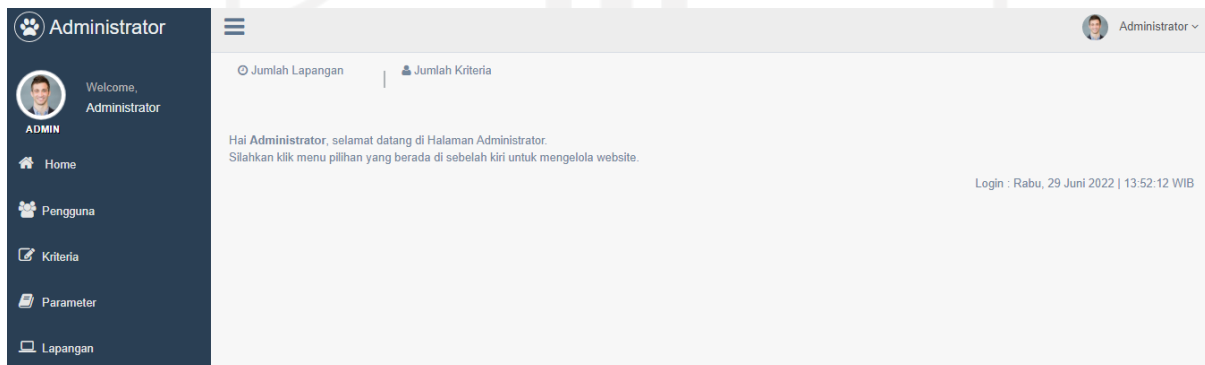 Administrator
Administrator
Welcome,
Administrator
ADMIN
Home
Pengguna
Kriteria
Parameter
Lapangan
Jumlah Lapangan
Jumlah Kriteria
Hai Administrator, selamat datang di Halaman Administrator.
Silahkan klik menu pilihan yang berada di sebelah kiri untuk mengelola website.
Login : Rabu, 29 Juni 2022 | 13:52:12 WIB